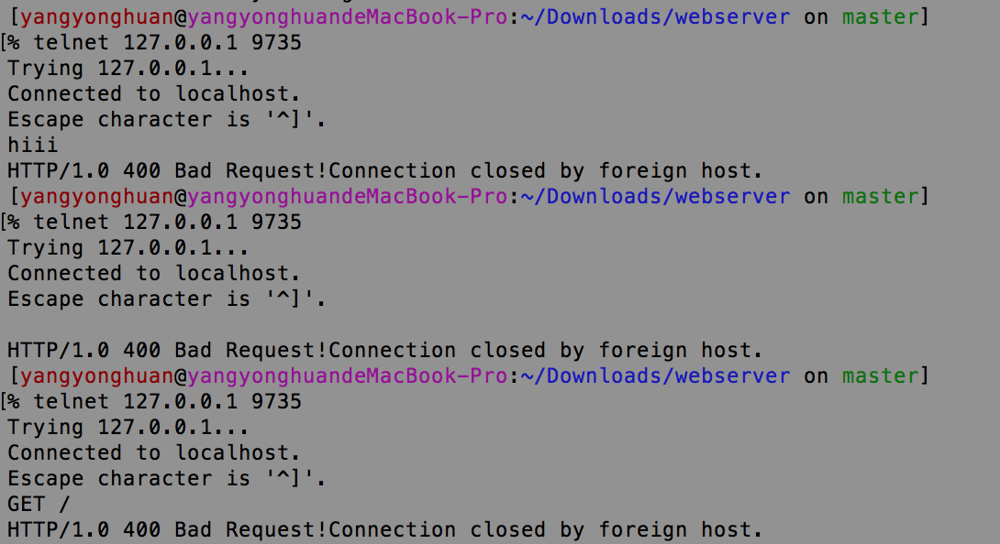 [yangyonghuan@yangyonghuandeMacBook-Pro:~/Downloads/webserver on master]
[% telnet 127.0.0.1 9735
Trying 127.0.0.1...
Connected to localhost.
Escape character is '^]'.
hiii
HTTP/1.0 400 Bad Request!Connection closed by foreign host.
[yangyonghuan@yangyonghuandeMacBook-Pro:~/Downloads/webserver on master]
[% telnet 127.0.0.1 9735
Trying 127.0.0.1...
Connected to localhost.
Escape character is '^]'.
HTTP/1.0 400 Bad Request!Connection closed by foreign host.
[yangyonghuan@yangyonghuandeMacBook-Pro:~/Downloads/webserver on master]
[% telnet 127.0.0.1 9735
Trying 127.0.0.1...
Connected to localhost.
Escape character is '^]'.
GET /
HTTP/1.0 400 Bad Request!Connection closed by foreign host.